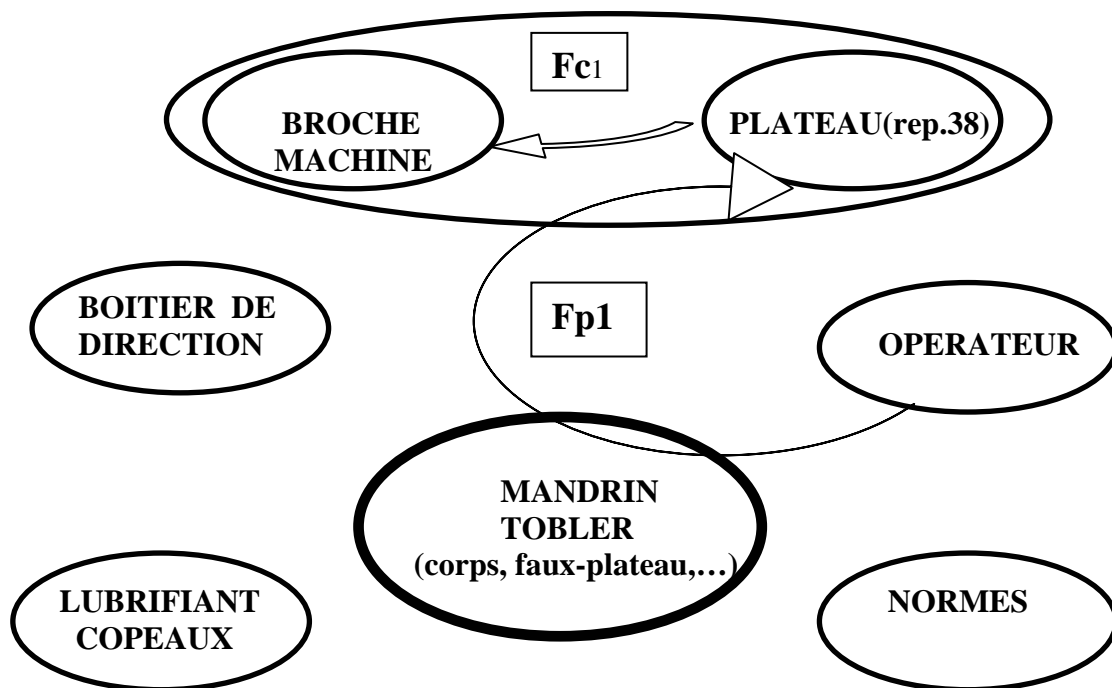 Fc1
BROCHE
MACHINE
PLATEAU(rep.38)
BOITIER DE
DIRECTION
Fp1
OPERATEUR
MANDRIN
TOBLER
(corps, faux-plateau,…)
LUBRIFIANT
COPEAUX
NORMES